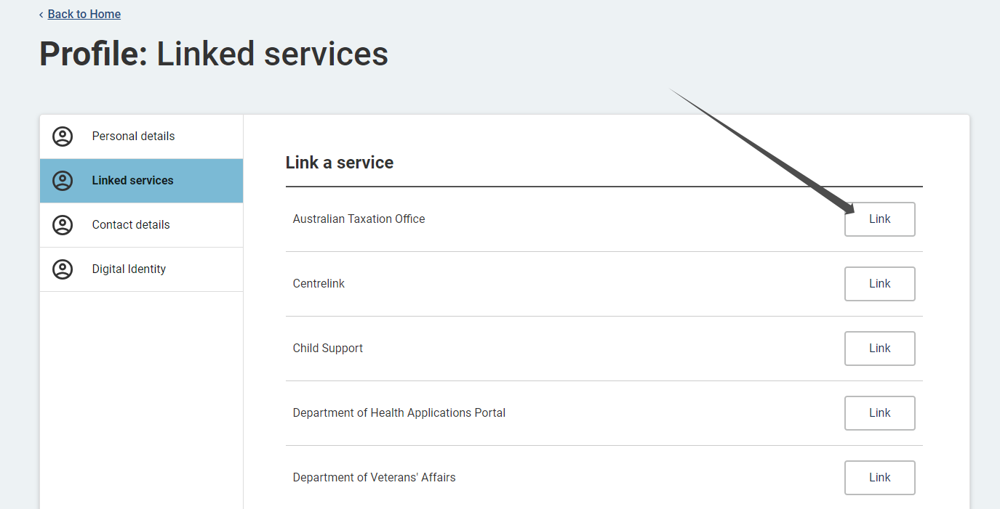 ‹ Back to Home
Profile: Linked services
Personal details
Linked services
Contact details
Digital Identity
Link a service
Australian Taxation Office Link
Centrelink Link
Child Support Link
Department of Health Applications Portal Link
Department of Veterans' Affairs Link